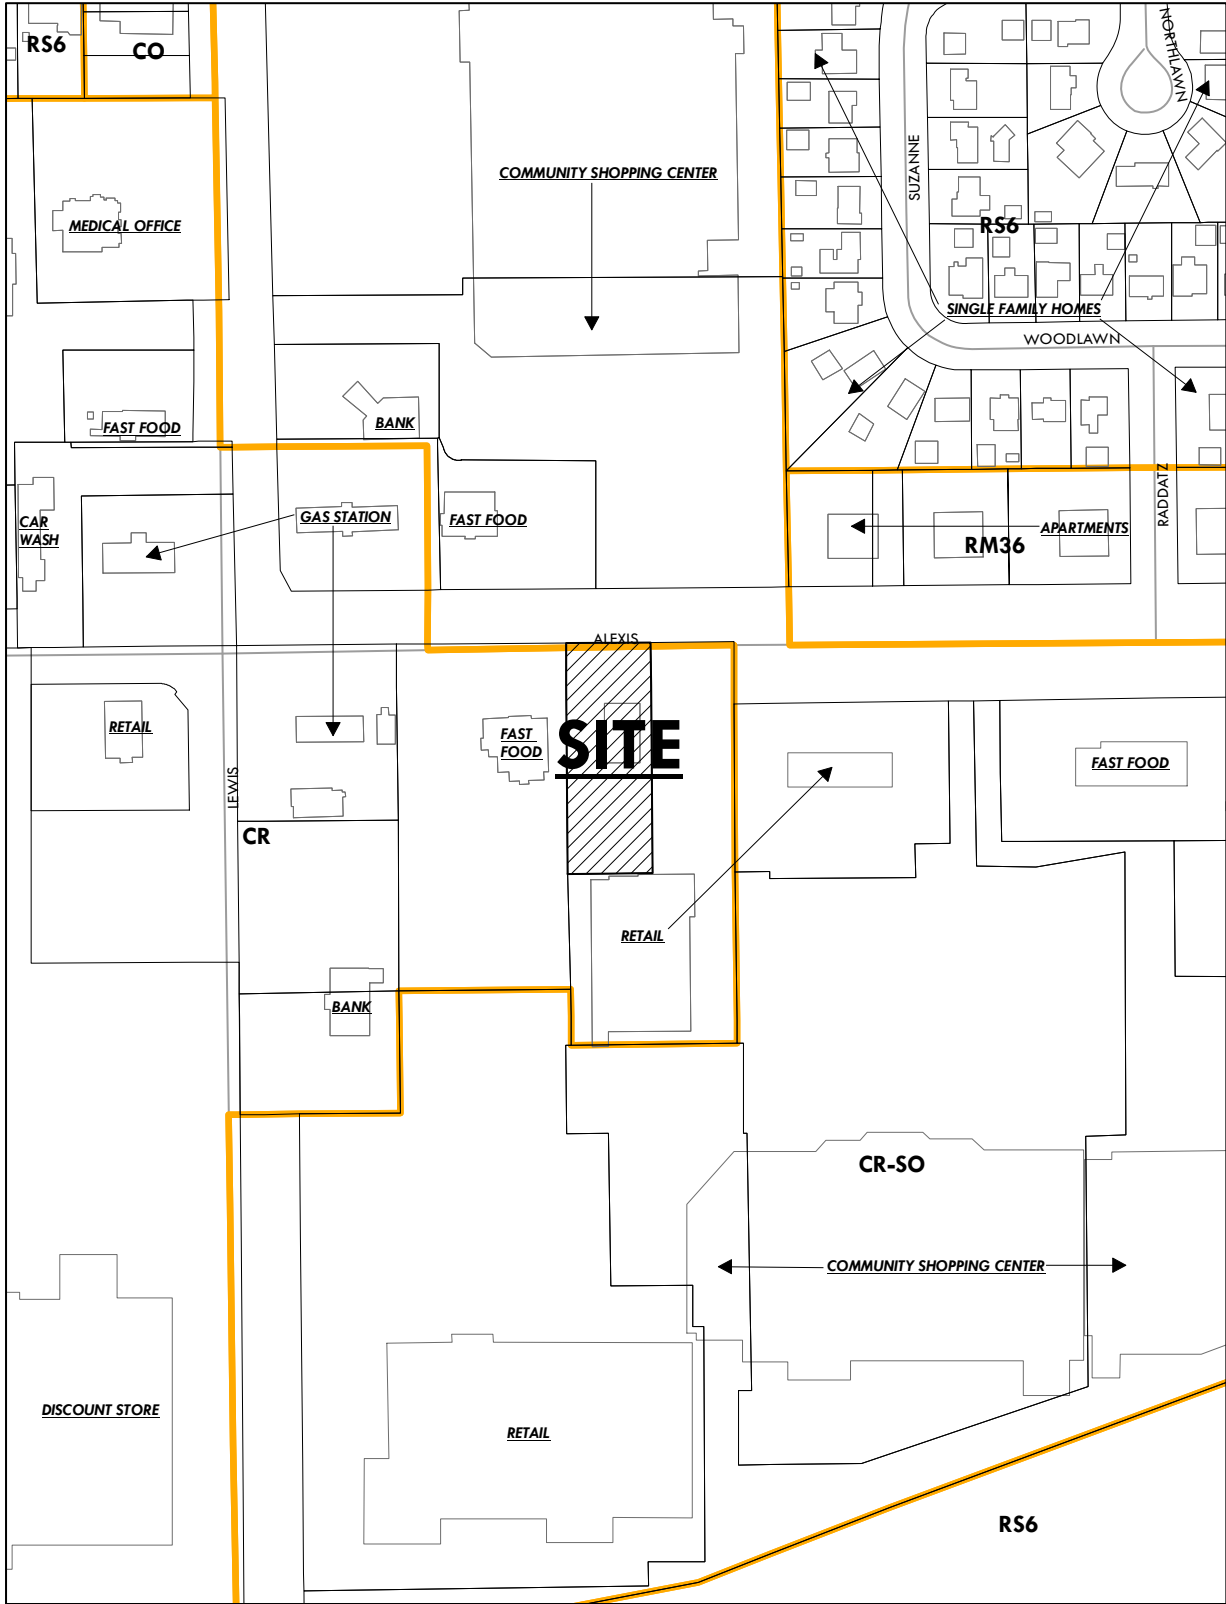 RS6
CO
NORTHLAWN
COMMUNITY SHOPPING CENTER
SUZANNE
MEDICAL OFFICE
RS6
SINGLE FAMILY HOMES
WOODLAWN
FAST FOOD
BANK
CAR
WASH
GAS STATION
FAST FOOD
APARTMENTS
RM36
RADDATZ
ALEXIS
RETAIL
FAST
FOOD
SITE
FAST FOOD
LEWIS
CR
RETAIL
BANK
CR-SO
COMMUNITY SHOPPING CENTER
DISCOUNT STORE
RETAIL
RS6